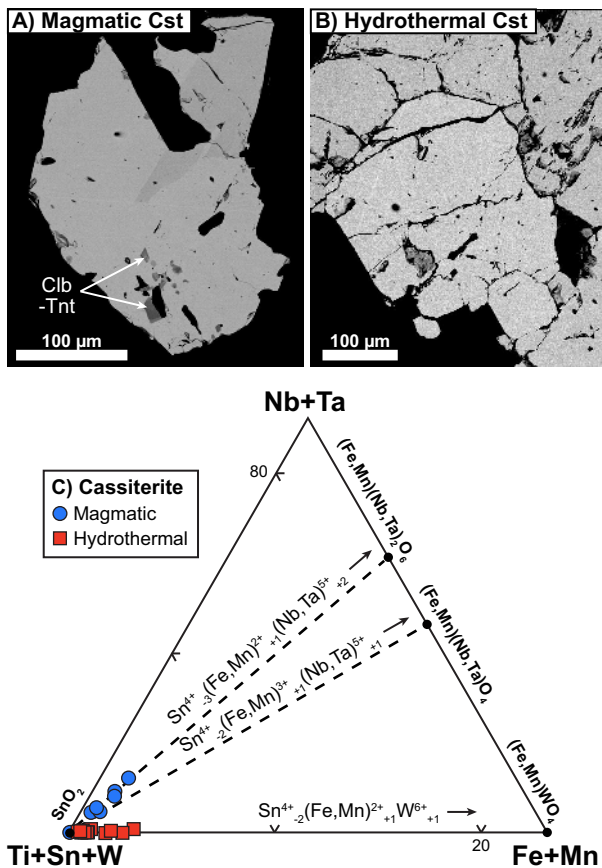 A) Magmatic Cst
B) Hydrothermal Cst
Clb
-Tnt
100 µm
100 µm
Nb+Ta
80
C) Cassiterite
Magmatic
Hydrothermal
(Fe,Mn)(Nb,Ta)₂O₆
Sn⁴⁺₋₃(Fe,Mn)²⁺₊₁(Nb,Ta)⁵⁺₊₂
(Fe,Mn)(Nb,Ta)O₄
Sn⁴⁺₋₂(Fe,Mn)³⁺₊₁(Nb,Ta)⁵⁺₊₁
SnO₂
Sn⁴⁺₋₂(Fe,Mn)²⁺₊₁W⁶⁺₊₁
(Fe,Mn)WO₄
20
Ti+Sn+W
Fe+Mn